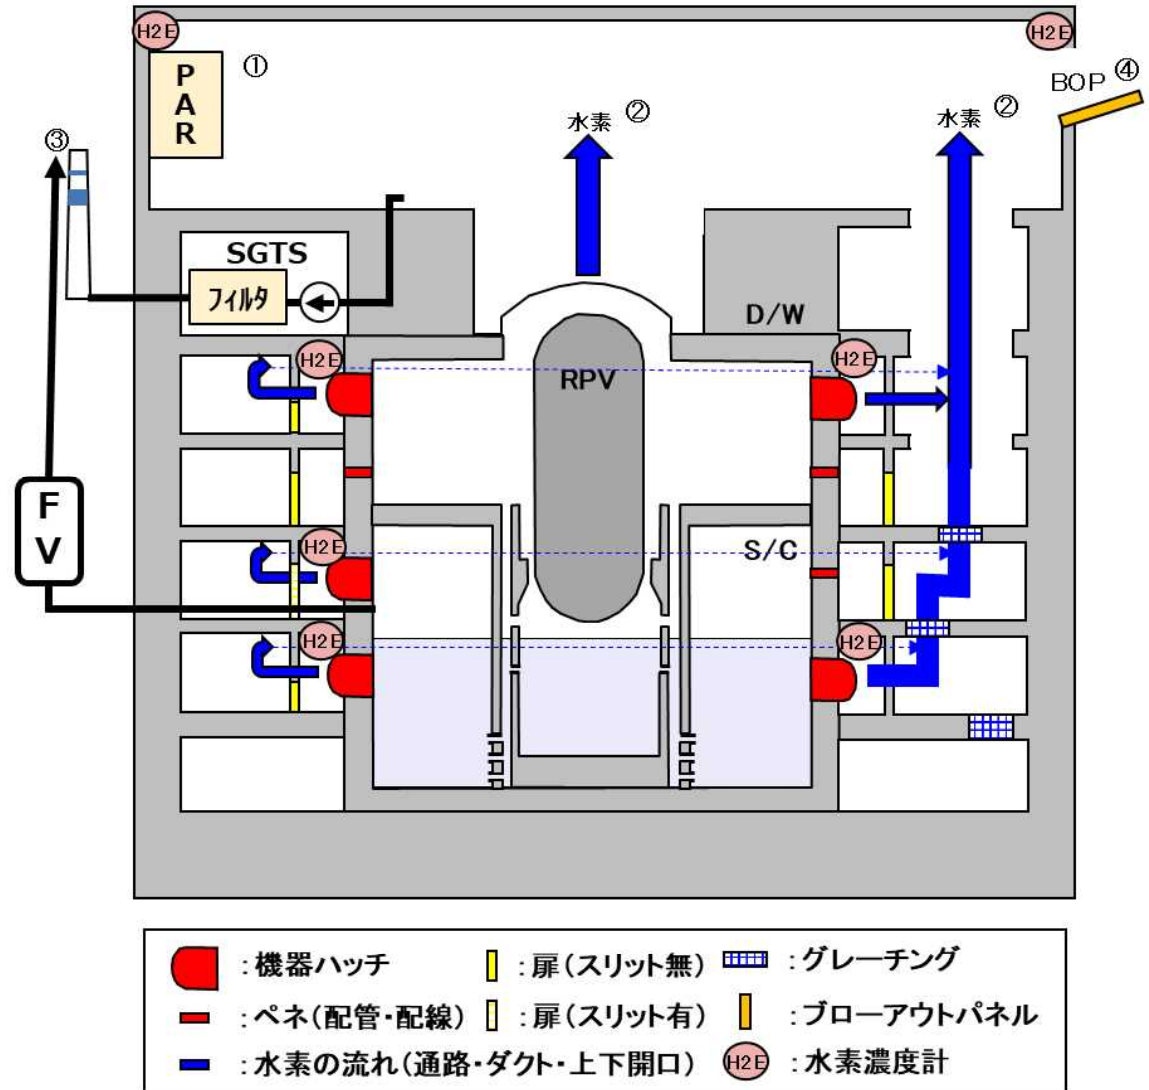 H2E
H2E
PAR
①
水素 ②
水素 ②
BOP ④
③
SGTS
フィルタ
D/W
H2E
H2E
RPV
FV
H2E
S/C
H2E
H2E
:機器ハッチ
:扉(スリット無)
:グレーチング
:ペネ(配管・配線)
:扉(スリット有)
:ブローアウトパネル
:水素の流れ(通路・ダクト・上下開口)
H2E
:水素濃度計